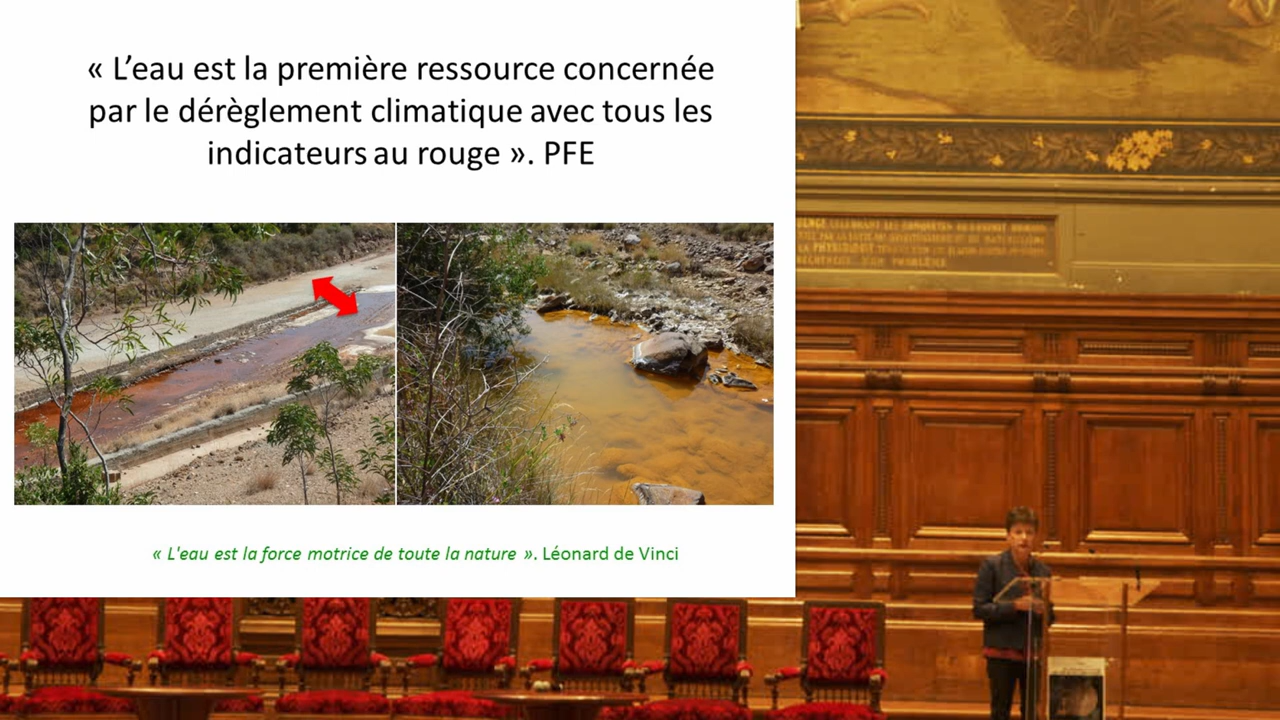 « L’eau est la première ressource concernée
par le dérèglement climatique avec tous les
indicateurs au rouge ». PFE
« L'eau est la force motrice de toute la nature ». Léonard de Vinci